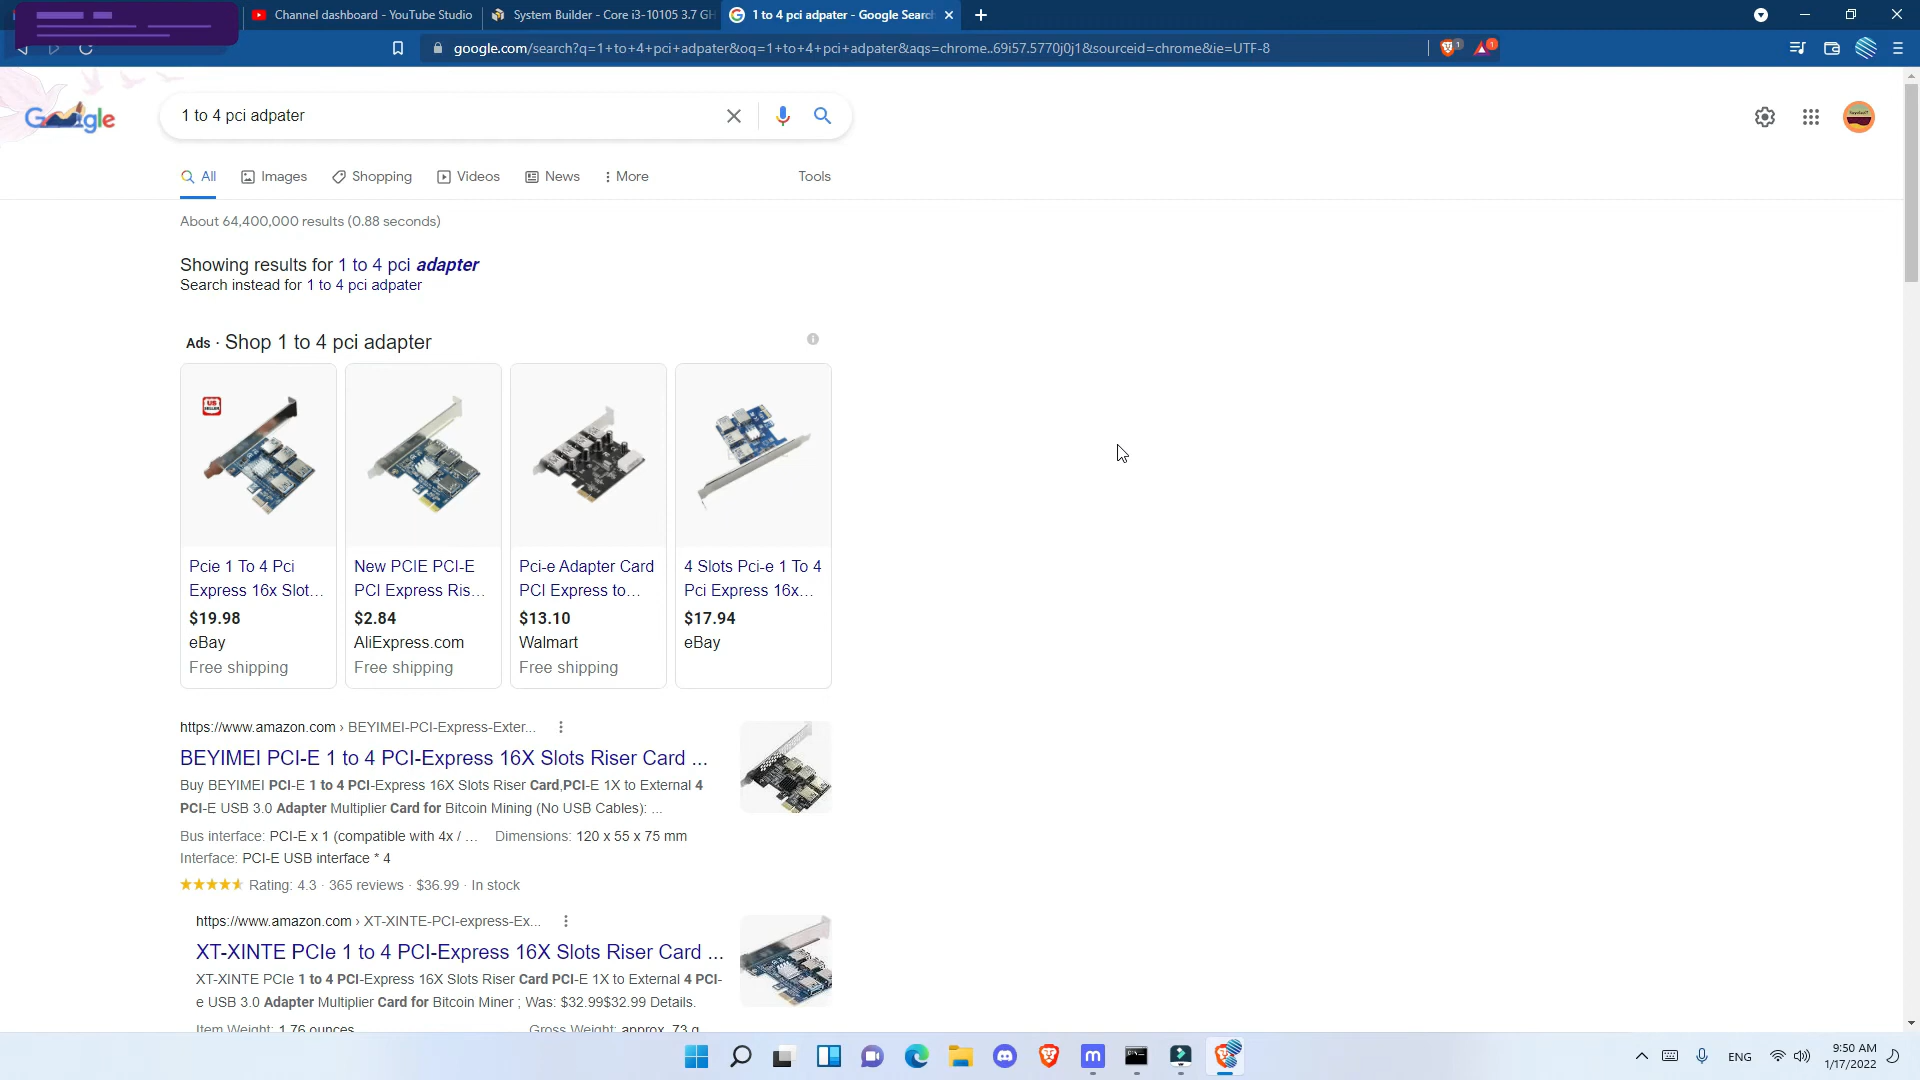 Channel dashboard - YouTube Studio
System Builder - Core i3-10105 3.7 GH
1 to 4 pci adpater - Google Search
google.com/search?q=1+to+4+pci+adpater&oq=1+to+4+pci+adpater&aqs=chrome..69i57.5770j0j1&sourceid=chrome&ie=UTF-8
1
1
Google
1 to 4 pci adpater
All
Images
Shopping
Videos
News
More
Tools
About 64,400,000 results (0.88 seconds)
Showing results for 1 to 4 pci adapter
Search instead for 1 to 4 pci adpater
Ads · Shop 1 to 4 pci adapter
Pcie 1 To 4 Pci
Express 16x Slot...
$19.98
eBay
Free shipping
New PCIE PCI-E
PCI Express Ris...
$2.84
AliExpress.com
Free shipping
Pci-e Adapter Card
PCI Express to...
$13.10
Walmart
Free shipping
4 Slots Pci-e 1 To 4
Pci Express 16x...
$17.94
eBay
https://www.amazon.com › BEYIMEI-PCI-Express-Exter...
BEYIMEI PCI-E 1 to 4 PCI-Express 16X Slots Riser Card ...
Buy BEYIMEI PCI-E 1 to 4 PCI-Express 16X Slots Riser Card,PCI-E 1X to External 4
PCI-E USB 3.0 Adapter Multiplier Card for Bitcoin Mining (No USB Cables): ...
Bus interface: PCI-E x 1 (compatible with 4x / ...
Dimensions: 120 x 55 x 75 mm
Interface: PCI-E USB interface * 4
Rating: 4.3 · 365 reviews · $36.99 · In stock
https://www.amazon.com › XT-XINTE-PCI-express-Ex...
XT-XINTE PCIe 1 to 4 PCI-Express 16X Slots Riser Card ...
XT-XINTE PCIe 1 to 4 PCI-Express 16X Slots Riser Card PCI-E 1X to External 4 PCI-
e USB 3.0 Adapter Multiplier Card for Bitcoin Miner ; Was: $32.99$32.99 Details.
Item Weight: 1.76 ounces
Gross Weight: approx. 73 g
ENG
9:50 AM
1/17/2022